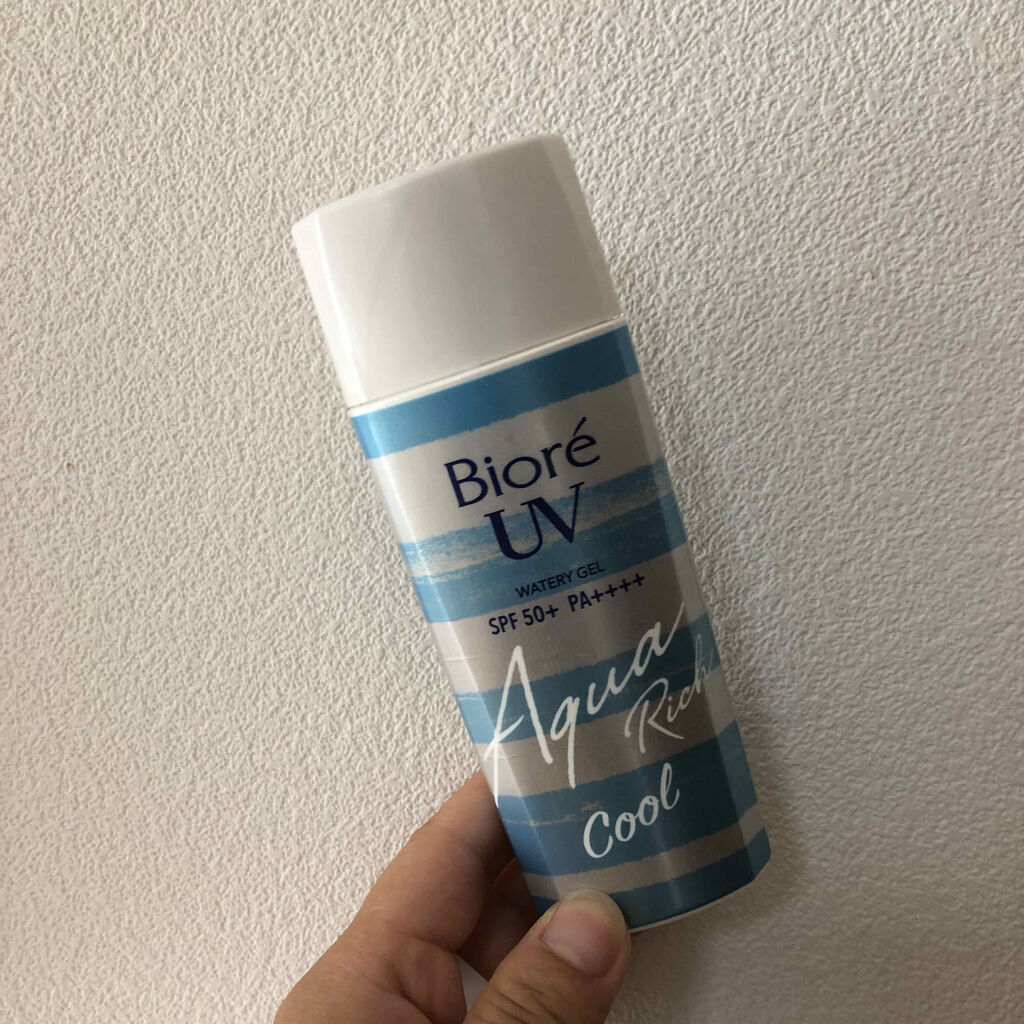 Bioré
UV
WATERY GEL
SPF 50+ PA++++
Aqua
Rich
Cool